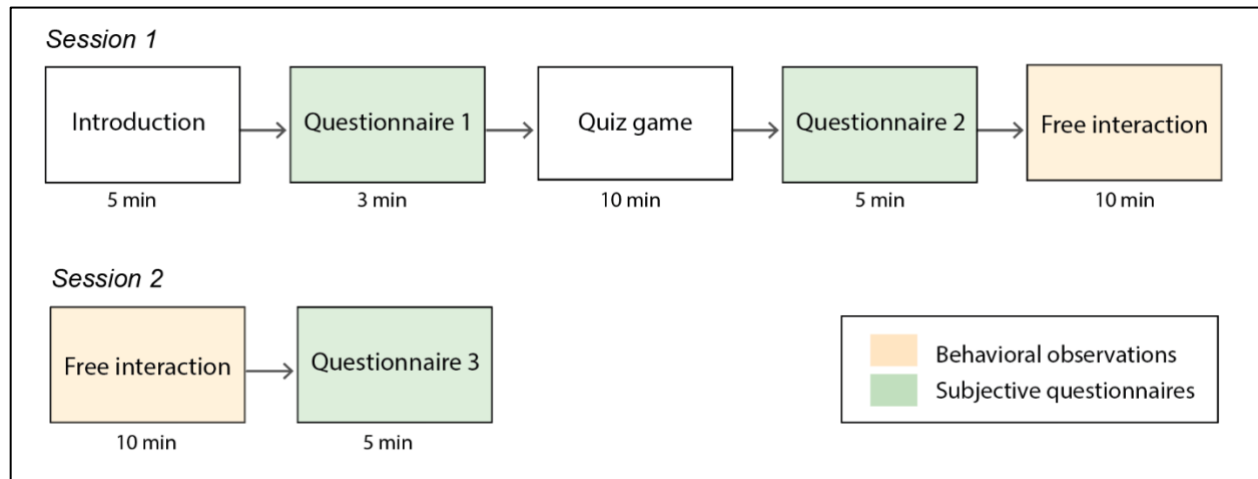 Session 1
Introduction
Questionnaire 1
Quiz game
Questionnaire 2
Free interaction
5 min
3 min
10 min
5 min
10 min
Session 2
Free interaction
Questionnaire 3
10 min
5 min
Behavioral observations
Subjective questionnaires